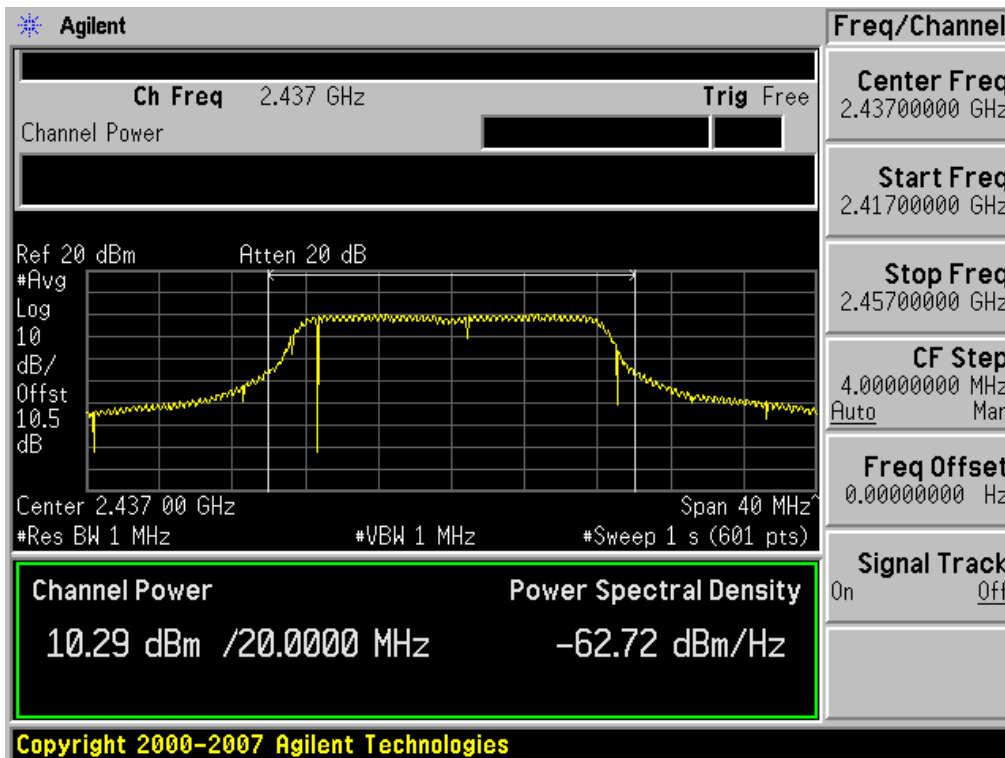 Agilent
Freq/Channel
Ch Freq 2.437 GHz Trig Free
Channel Power
Center Freq
2.43700000 GHz
Start Freq
2.41700000 GHz
Stop Freq
2.45700000 GHz
CF Step
4.00000000 MHz
Auto Man
Freq Offset
0.00000000 Hz
Signal Track
On Off
Ref 20 dBm Atten 20 dB
#Avg
Log
10
dB/
Offst
10.5
dB
Center 2.437 00 GHz Span 40 MHz^
#Res BW 1 MHz #VBW 1 MHz #Sweep 1 s (601 pts)
Channel Power Power Spectral Density
10.29 dBm /20.0000 MHz -62.72 dBm/Hz
Copyright 2000-2007 Agilent Technologies